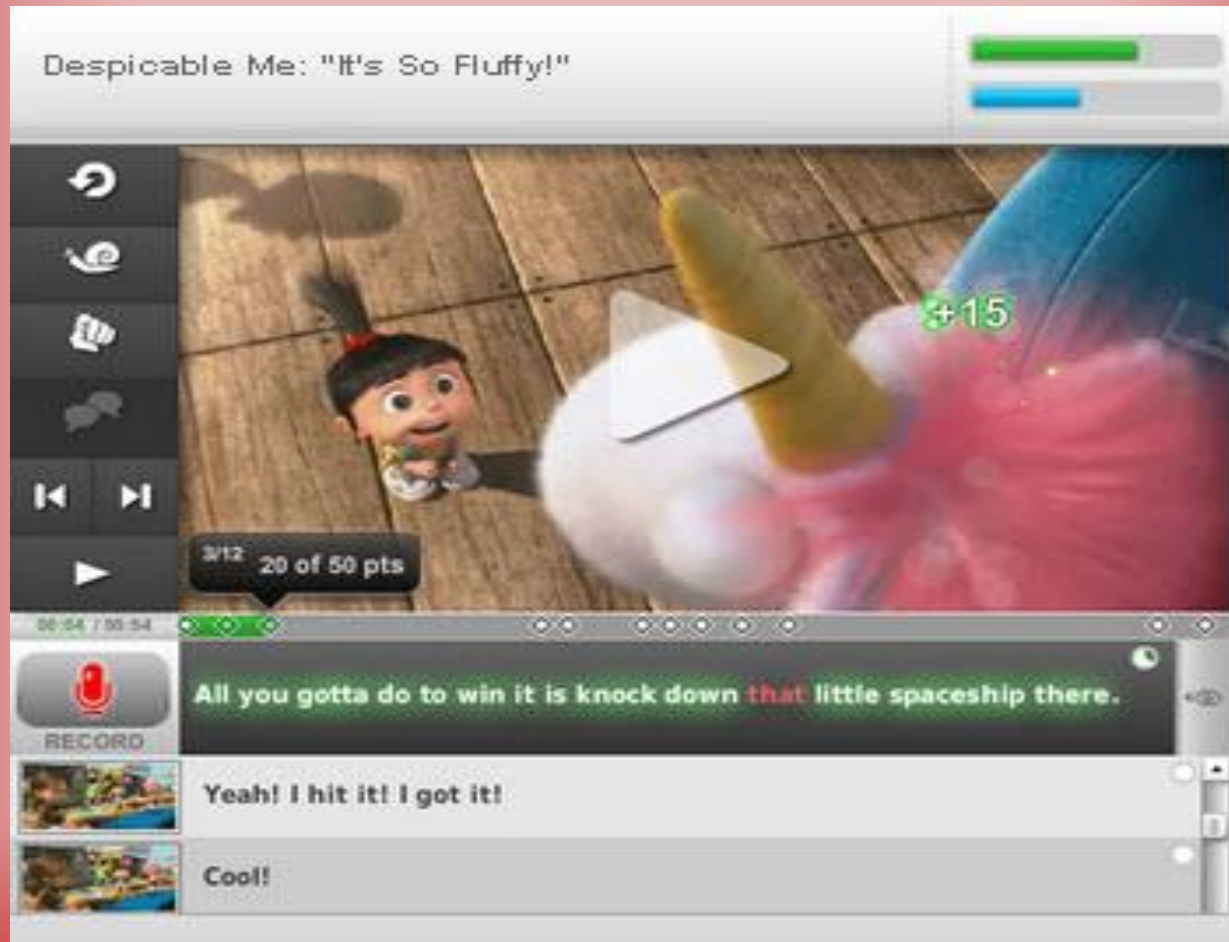 Despicable Me: "It's So Fluffy!"
+15
3/12 20 of 50 pts
00:04 / 00:54
All you gotta do to win it is knock down that little spaceship there.
RECORD
Yeah! I hit it! I got it!
Cool!